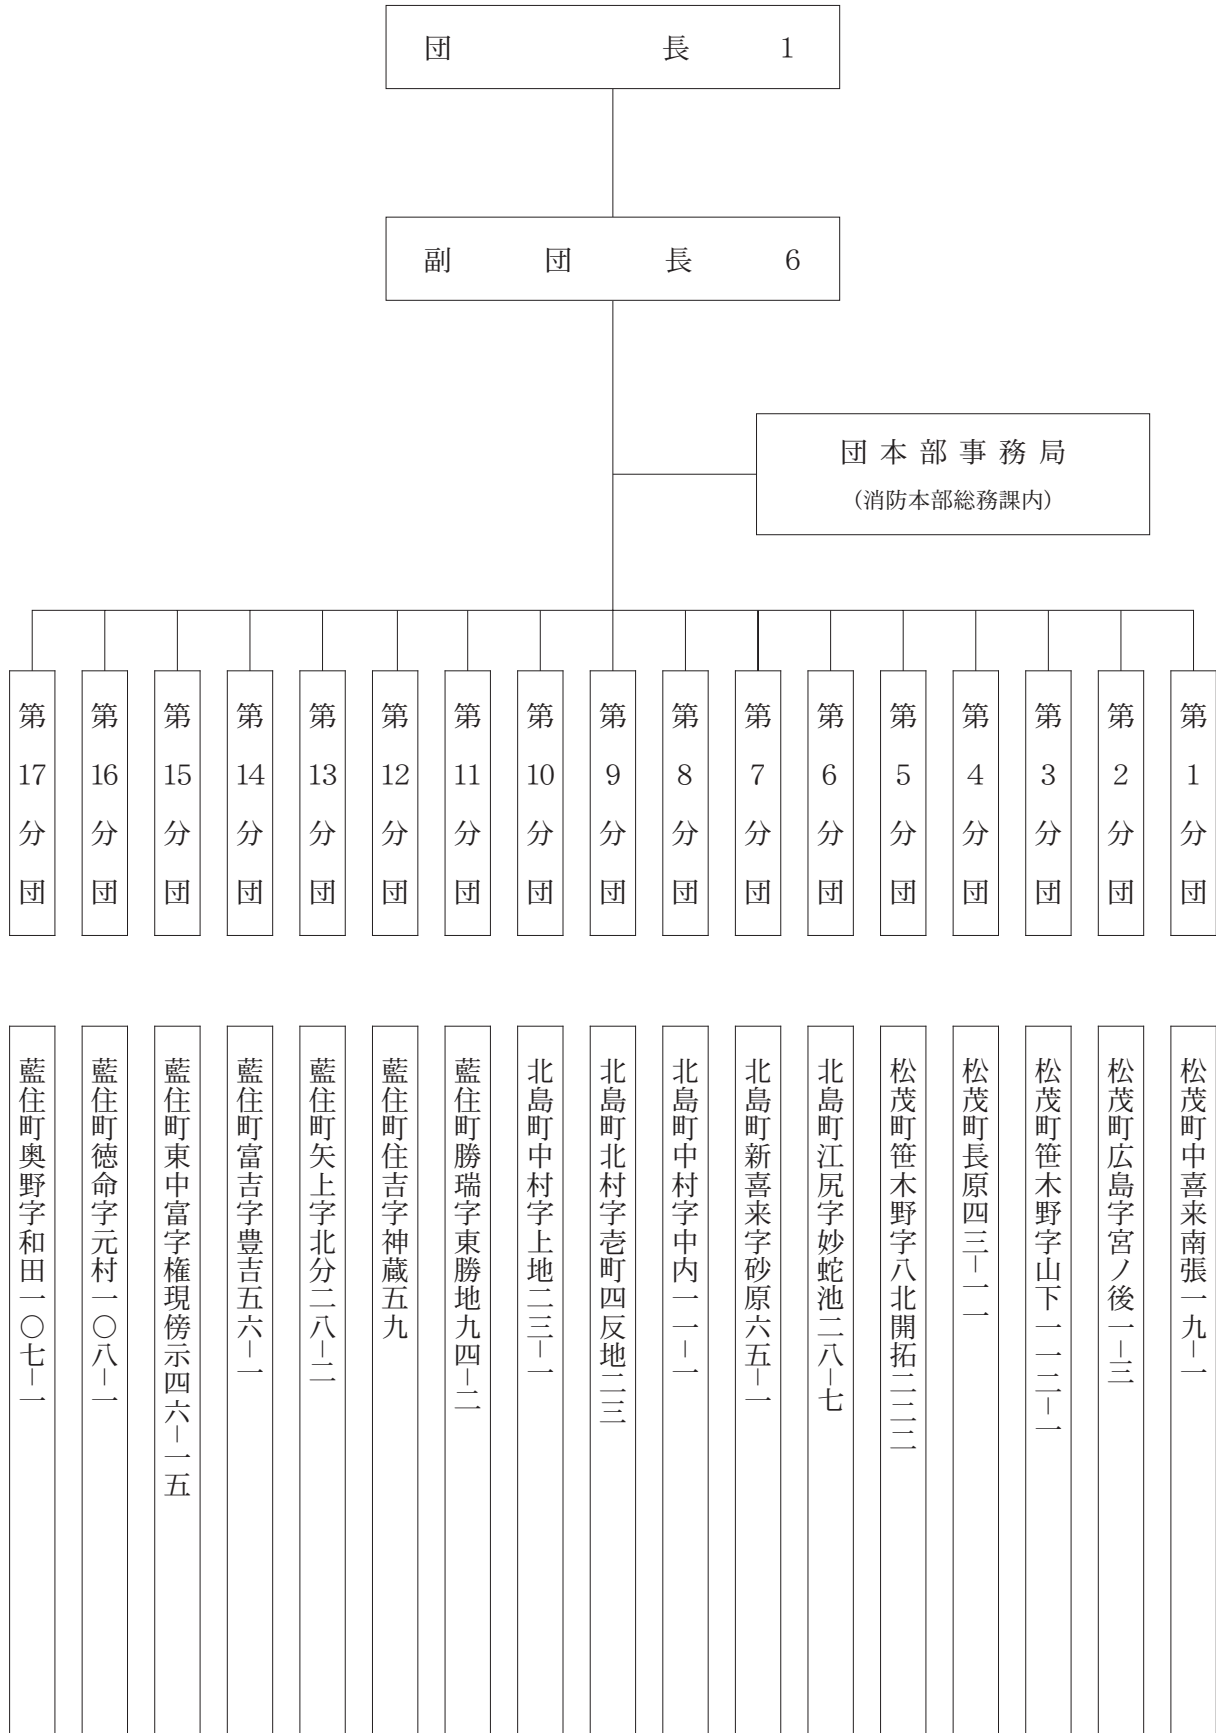 団長 1
副団長 6
団本部事務局
(消防本部総務課内)
第1分団
第2分団
第3分団
第4分団
第5分団
第6分団
第7分団
第8分団
第9分団
第10分団
第11分団
第12分団
第13分団
第14分団
第15分団
第16分団
第17分団
松茂町中喜来南張一九−一
松茂町広島字宮ノ後一−三
松茂町笹木野字山下一一二−一
松茂町長原四三−一一
松茂町笹木野字八北開拓二二二
北島町江尻字妙蛇池二八−七
北島町新喜来字砂原六五−一
北島町中村字中内一一−一
北島町北村字壱町四反地二三
北島町中村字上地二三−一
藍住町勝瑞字東勝地九四−二
藍住町住吉字神蔵五九
藍住町矢上字北分二八−二
藍住町富吉字豊吉五六−一
藍住町東中富字権現傍示四六−一五
藍住町徳命字元村一〇八−一
藍住町奥野字和田一〇七−一